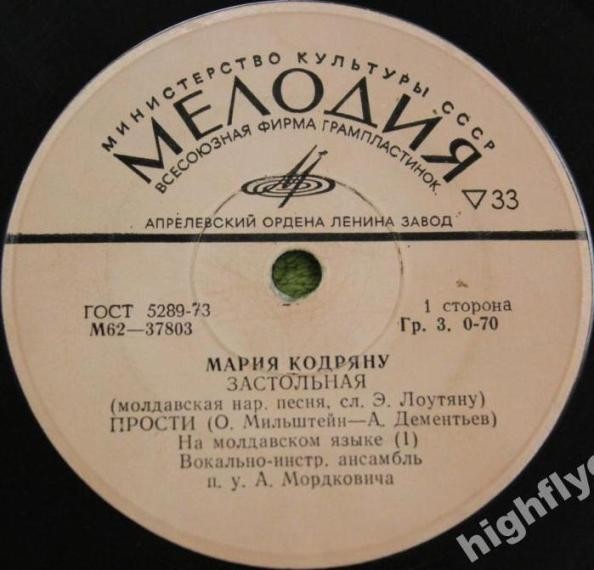 МИНИСТЕРСТВО КУЛЬТУРЫ СССР
МЕЛОДИЯ
ВСЕСОЮЗНАЯ ФИРМА ГРАМПЛАСТИНОК
33
АПРЕЛЕВСКИЙ ОРДЕНА ЛЕНИНА ЗАВОД
ГОСТ 5289-73
М62—37803
1 сторона
Гр. 3. 0-70
МАРИЯ КОДРЯНУ
ЗАСТОЛЬНАЯ
(молдавская нар. песня, сл. Э. Лоутяну)
ПРОСТИ (О. Мильштейн—А. Дементьев)
На молдавском языке (1)
Вокально-инстр. ансамбль
п. у. А. Мордковича